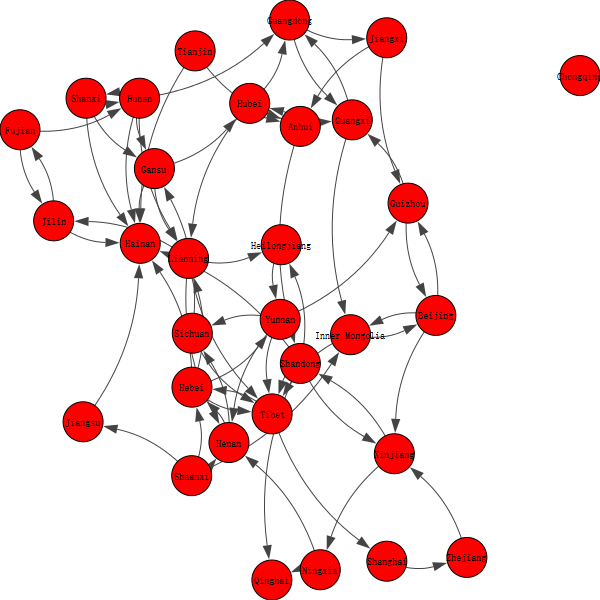 Guangdong
Jiangxi
Tianjin
Chongqing
Shanxi
Hunan
Hubei
Anhui
Guangxi
Fujian
Gansu
Guizhou
Jilin
Hainan
Liaoning
Heilongjiang
Yunnan
Beijing
Sichuan
Inner Mongolia
Shandong
Hebei
Tibet
Jiangsu
Henan
Xinjiang
Shaanxi
Qinghai
Ningxia
Shanghai
Zhejiang